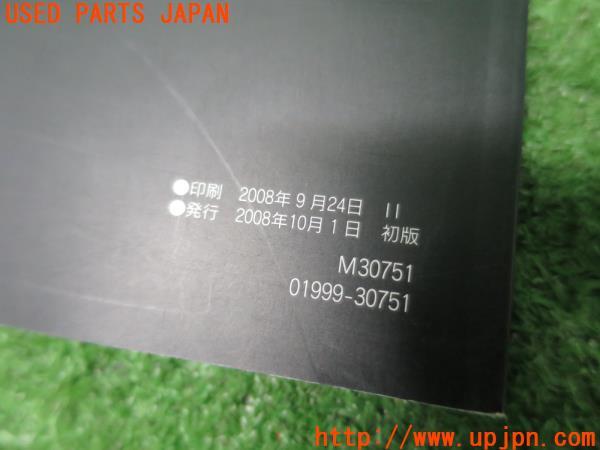 USED PARTS JAPAN
●印刷 2008年9月24日 II
●発行 2008年10月1日 初版
M30751
01999-30751
http://www.upjpn.com